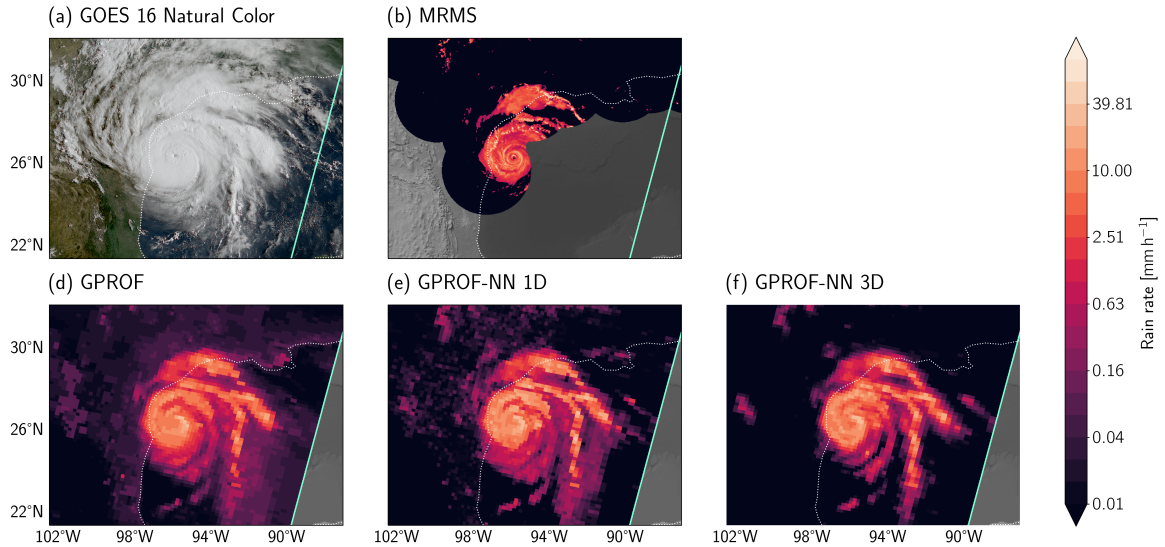 (a) GOES 16 Natural Color
(b) MRMS
30°N
26°N
22°N
(d) GPROF
(e) GPROF-NN 1D
(f) GPROF-NN 3D
30°N
26°N
22°N
102°W 98°W 94°W 90°W
102°W 98°W 94°W 90°W
102°W 98°W 94°W 90°W
39.81
10.00
2.51
0.63
0.16
0.04
0.01
Rain rate [mm h⁻¹]